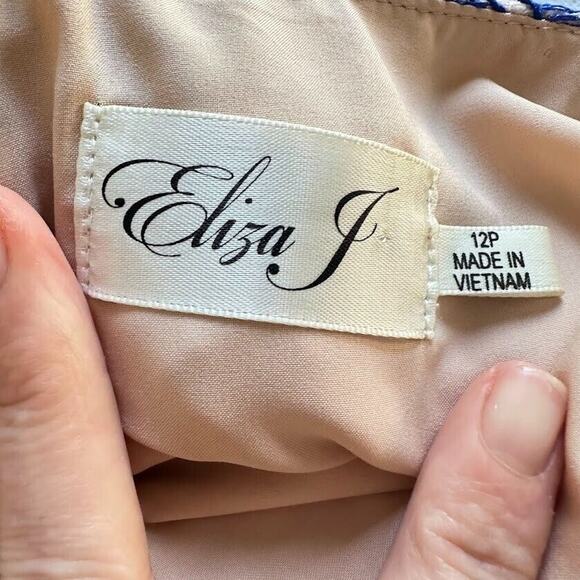 Eliza J
12P
MADE IN
VIETNAM